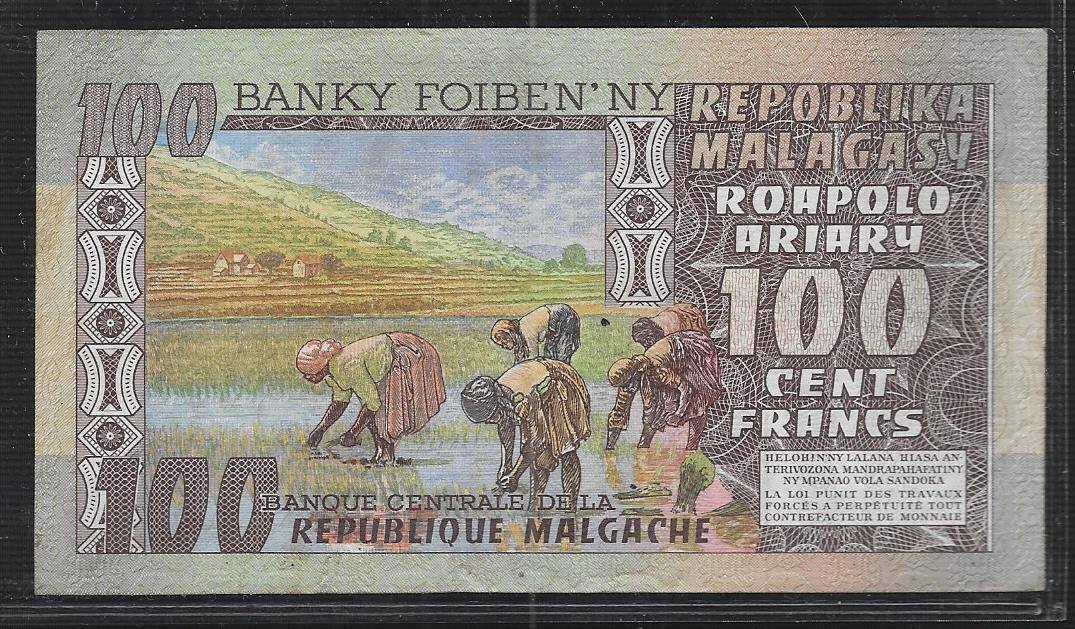 100
BANKY FOIBEN'NY
REPOBLIKA
MALAGASY
ROAPOLO
ARIARY
100
CENT
FRANCS
HELOHIN'NY LALANA HIASA AN-
TERIVOZONA MANDRAPAHAFATINY
NY MPANAO VOLA SANDOKA
LA LOI PUNIT DES TRAVAUX
FORCÉS A PERPÉTUITÉ TOUT
CONTREFACTEUR DE MONNAIE
100
BANQUE CENTRALE DE LA
REPUBLIQUE MALGACHE